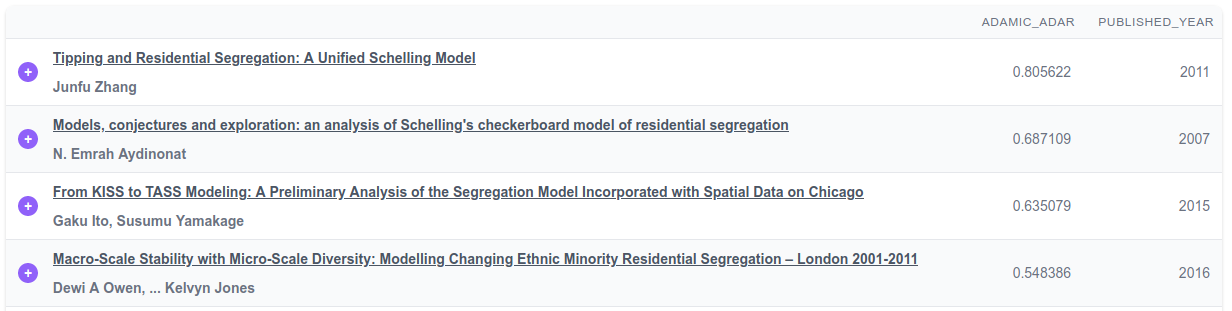 ADAMIC_ADAR PUBLISHED_YEAR
Tipping and Residential Segregation: A Unified Schelling Model
Junfu Zhang
0.805622 2011
Models, conjectures and exploration: an analysis of Schelling's checkerboard model of residential segregation
N. Emrah Aydinonat
0.687109 2007
From KISS to TASS Modeling: A Preliminary Analysis of the Segregation Model Incorporated with Spatial Data on Chicago
Gaku Ito, Susumu Yamakage
0.635079 2015
Macro-Scale Stability with Micro-Scale Diversity: Modelling Changing Ethnic Minority Residential Segregation – London 2001-2011
Dewi A Owen, ... Kelvyn Jones
0.548386 2016